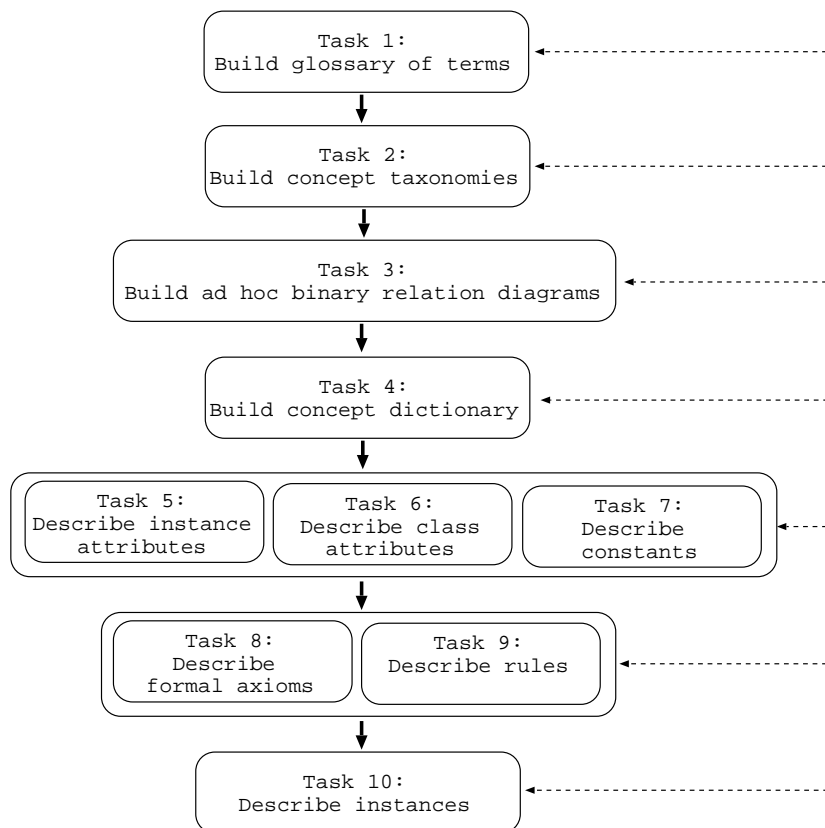 Task 1:
Build glossary of terms
Task 2:
Build concept taxonomies
Task 3:
Build ad hoc binary relation diagrams
Task 4:
Build concept dictionary
Task 5:
Describe instance
attributes
Task 6:
Describe class
attributes
Task 7:
Describe
constants
Task 8:
Describe
formal axioms
Task 9:
Describe rules
Task 10:
Describe instances